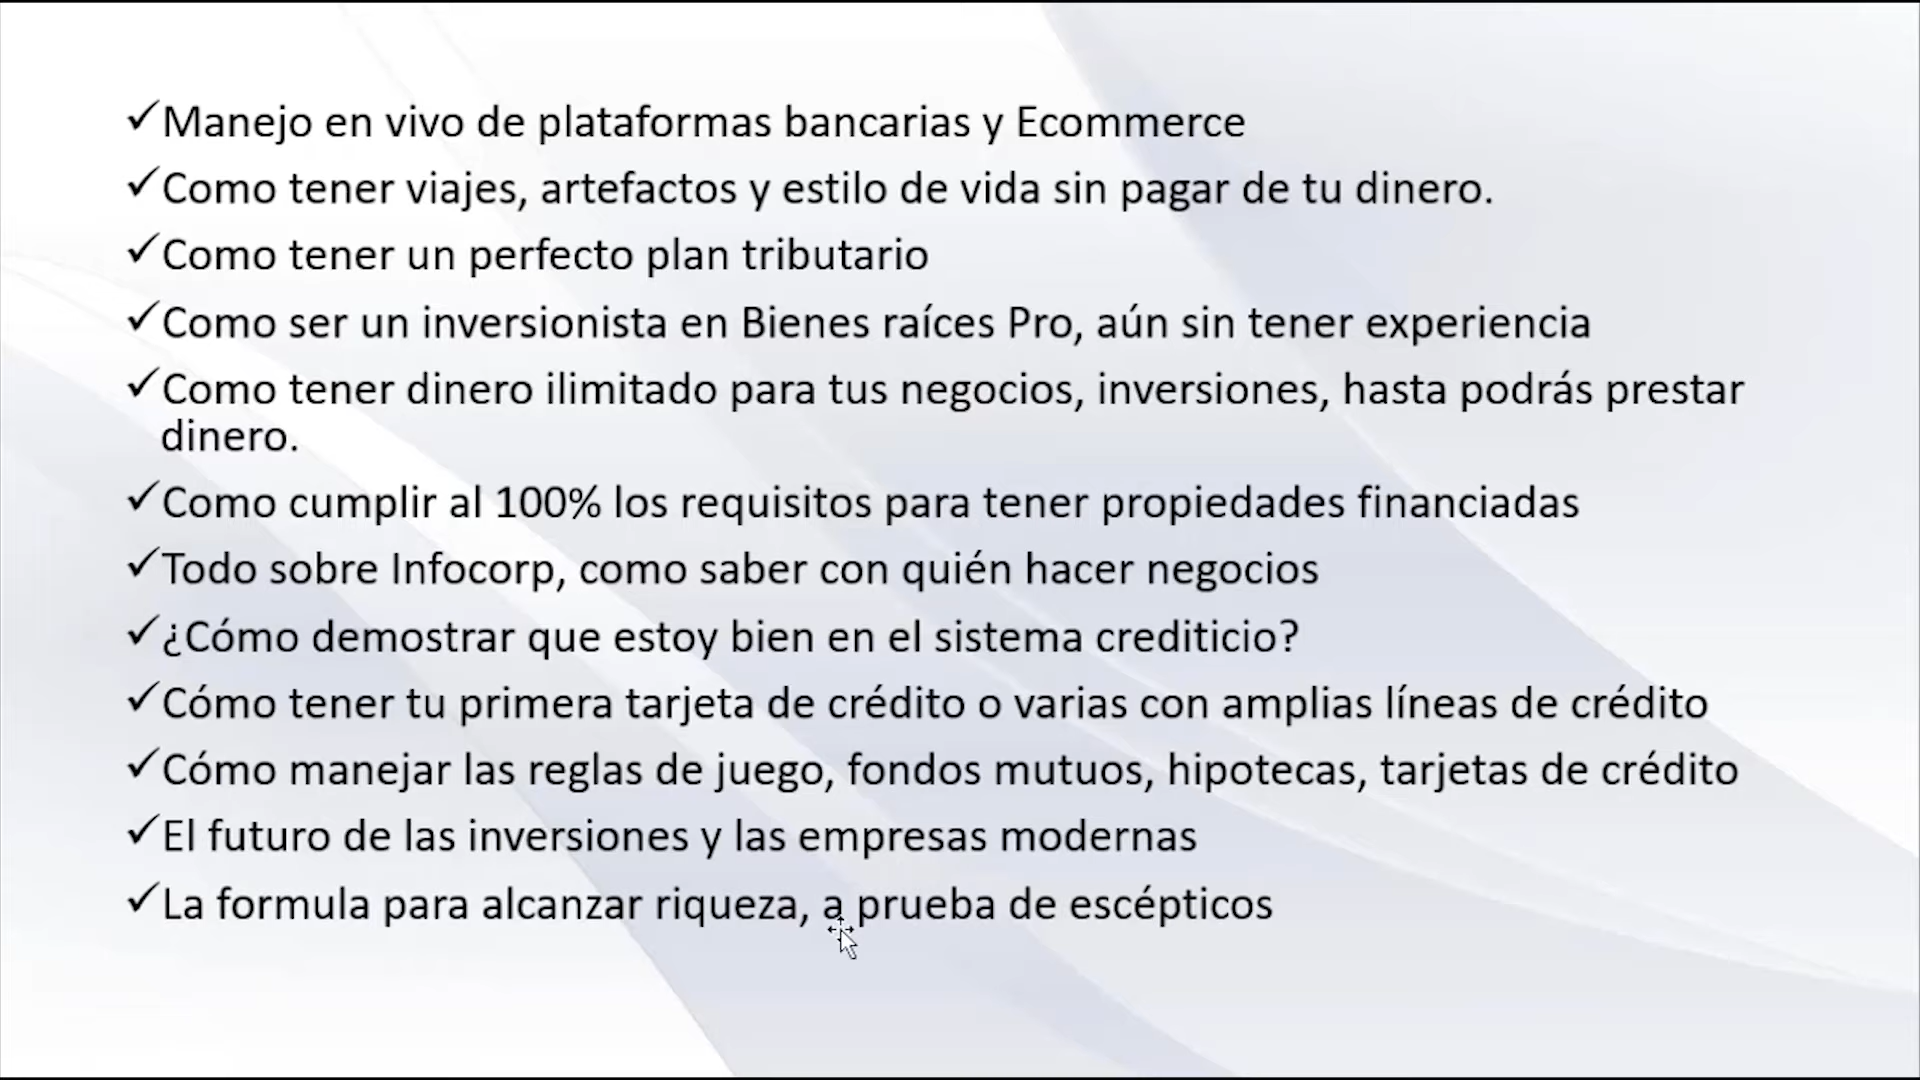 ✓Manejo en vivo de plataformas bancarias y Ecommerce
✓Como tener viajes, artefactos y estilo de vida sin pagar de tu dinero.
✓Como tener un perfecto plan tributario
✓Como ser un inversionista en Bienes raíces Pro, aún sin tener experiencia
✓Como tener dinero ilimitado para tus negocios, inversiones, hasta podrás prestar
dinero.
✓Como cumplir al 100% los requisitos para tener propiedades financiadas
✓Todo sobre Infocorp, como saber con quién hacer negocios
✓¿Cómo demostrar que estoy bien en el sistema crediticio?
✓Cómo tener tu primera tarjeta de crédito o varias con amplias líneas de crédito
✓Cómo manejar las reglas de juego, fondos mutuos, hipotecas, tarjetas de crédito
✓El futuro de las inversiones y las empresas modernas
✓La formula para alcanzar riqueza, a prueba de escépticos